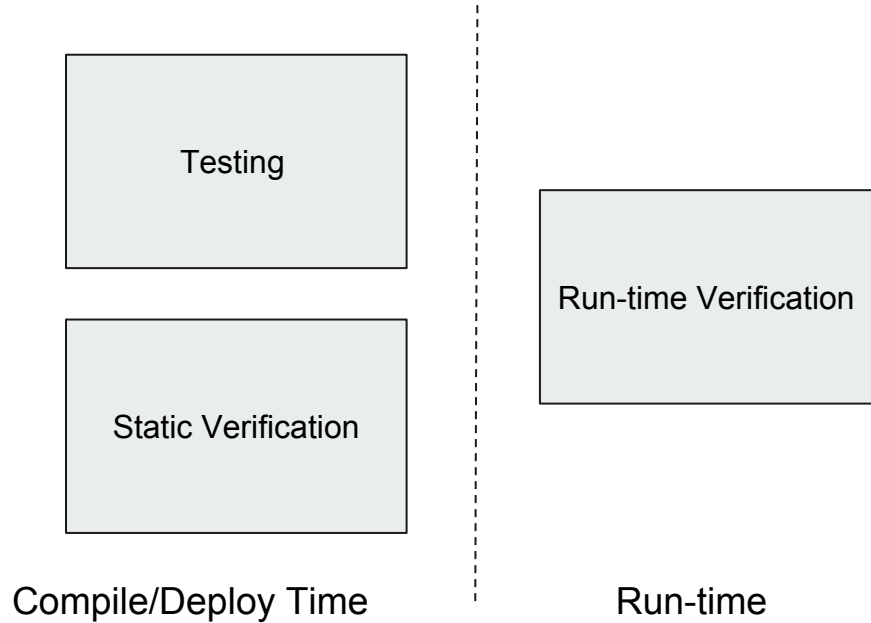 Testing
Static Verification
Compile/Deploy Time
Run-time Verification
Run-time